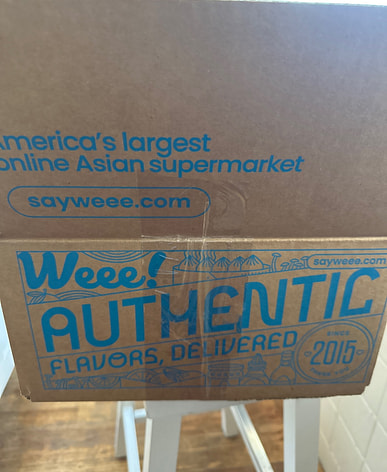 America's largest
online Asian supermarket
sayweee.com
Weee!
sayweee.com
AUTHENTIC
FLAVORS, DELIVERED
SINCE
2015